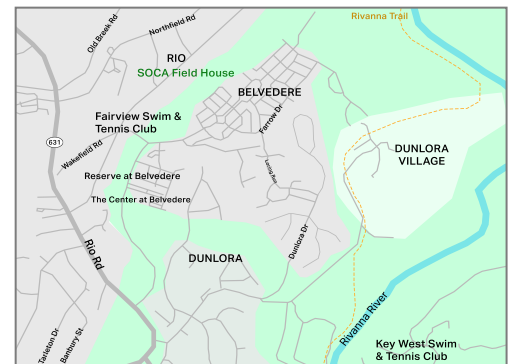 Rivanna Trail
Old Brook Rd
Northfield Rd
RIO
SOCA Field House
BELVEDERE
Farrow Dr
Fairview Swim &
Tennis Club
631
Wakefield Rd
DUNLORA
VILLAGE
Reserve at Belvedere
The Center at Belvedere
Rio Rd
DUNLORA
Dunlora Dr
Rivanna River
Key West Swim
& Tennis Club
Tarleton Dr
Banbury St.